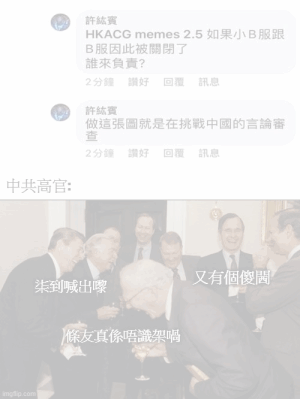 許紘賓
HKACG memes 2.5 如果小B服跟
B服因此被關閉了
誰來負責?
2分鐘 讚好 回覆 訊息
許紘賓
做這張圖就是在挑戰中國的言論審
查
2分鐘 讚好 回覆 訊息
中共高官:
柒到喊出嚟
又有個傻閪
條友真係唔識架喎
imgflip.com